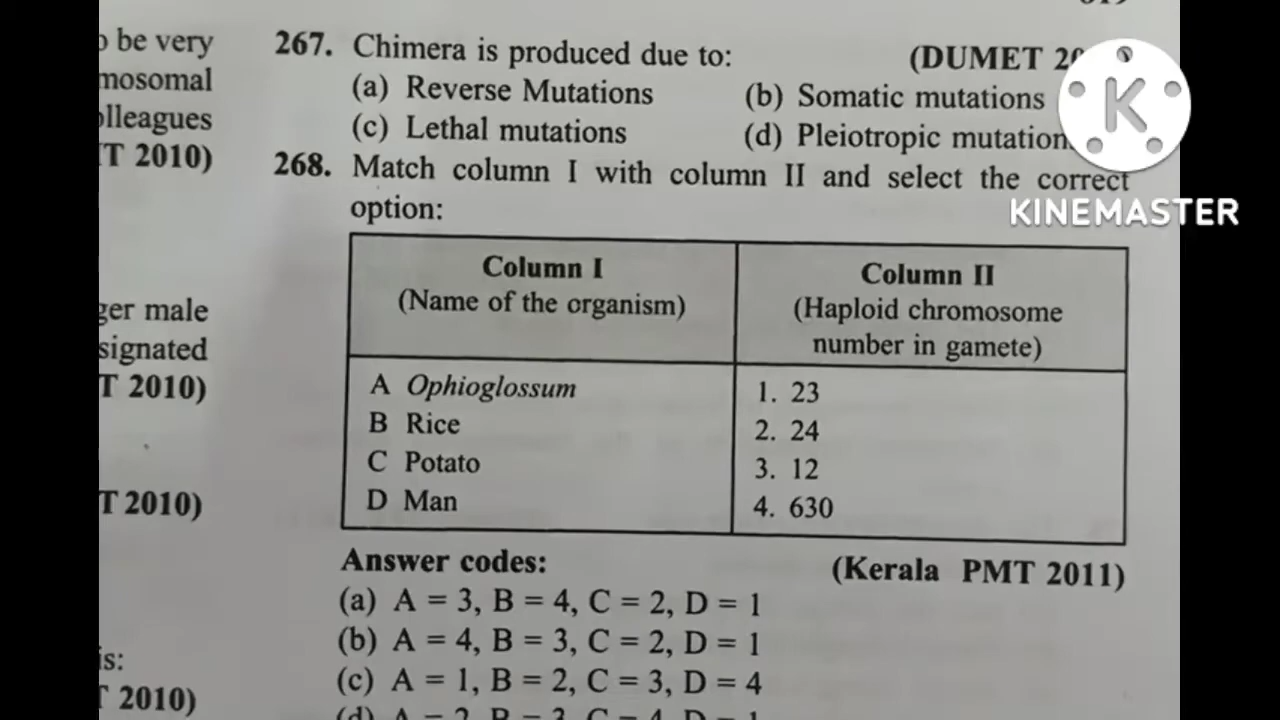 be very
mosomal
lleagues
T 2010)
ger male
signated
T 2010)
T 2010)
is:
2010)
267. Chimera is produced due to: (DUMET
(a) Reverse Mutations (b) Somatic mutations
(c) Lethal mutations (d) Pleiotropic mutation
268. Match column I with column II and select the correct
option:
Column I Column II
(Name of the organism) (Haploid chromosome
number in gamete)
A Ophioglossum 1. 23
B Rice 2. 24
C Potato 3. 12
D Man 4. 630
Answer codes: (Kerala PMT 2011)
(a) A = 3, B = 4, C = 2, D = 1
(b) A = 4, B = 3, C = 2, D = 1
(c) A = 1, B = 2, C = 3, D = 4
(d) A = 2, B = 3, C = 4, D = 1
K
KINEMASTER